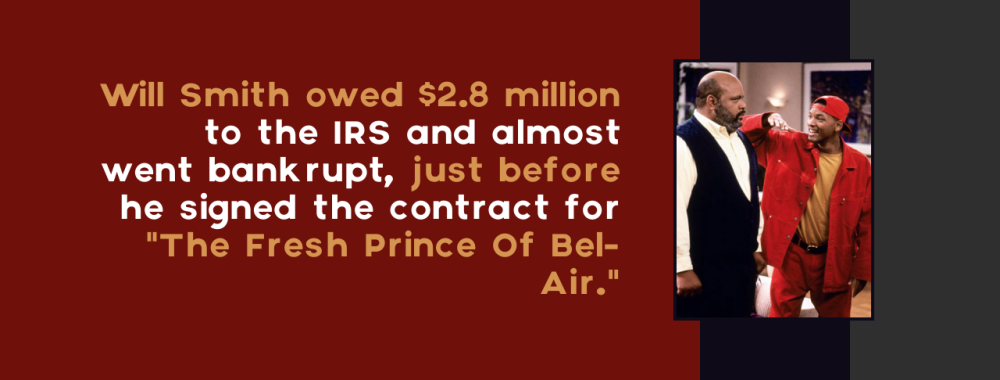 Will Smith owed $2.8 million
to the IRS and almost
went bankrupt, just before
he signed the contract for
"The Fresh Prince Of Bel-
Air."